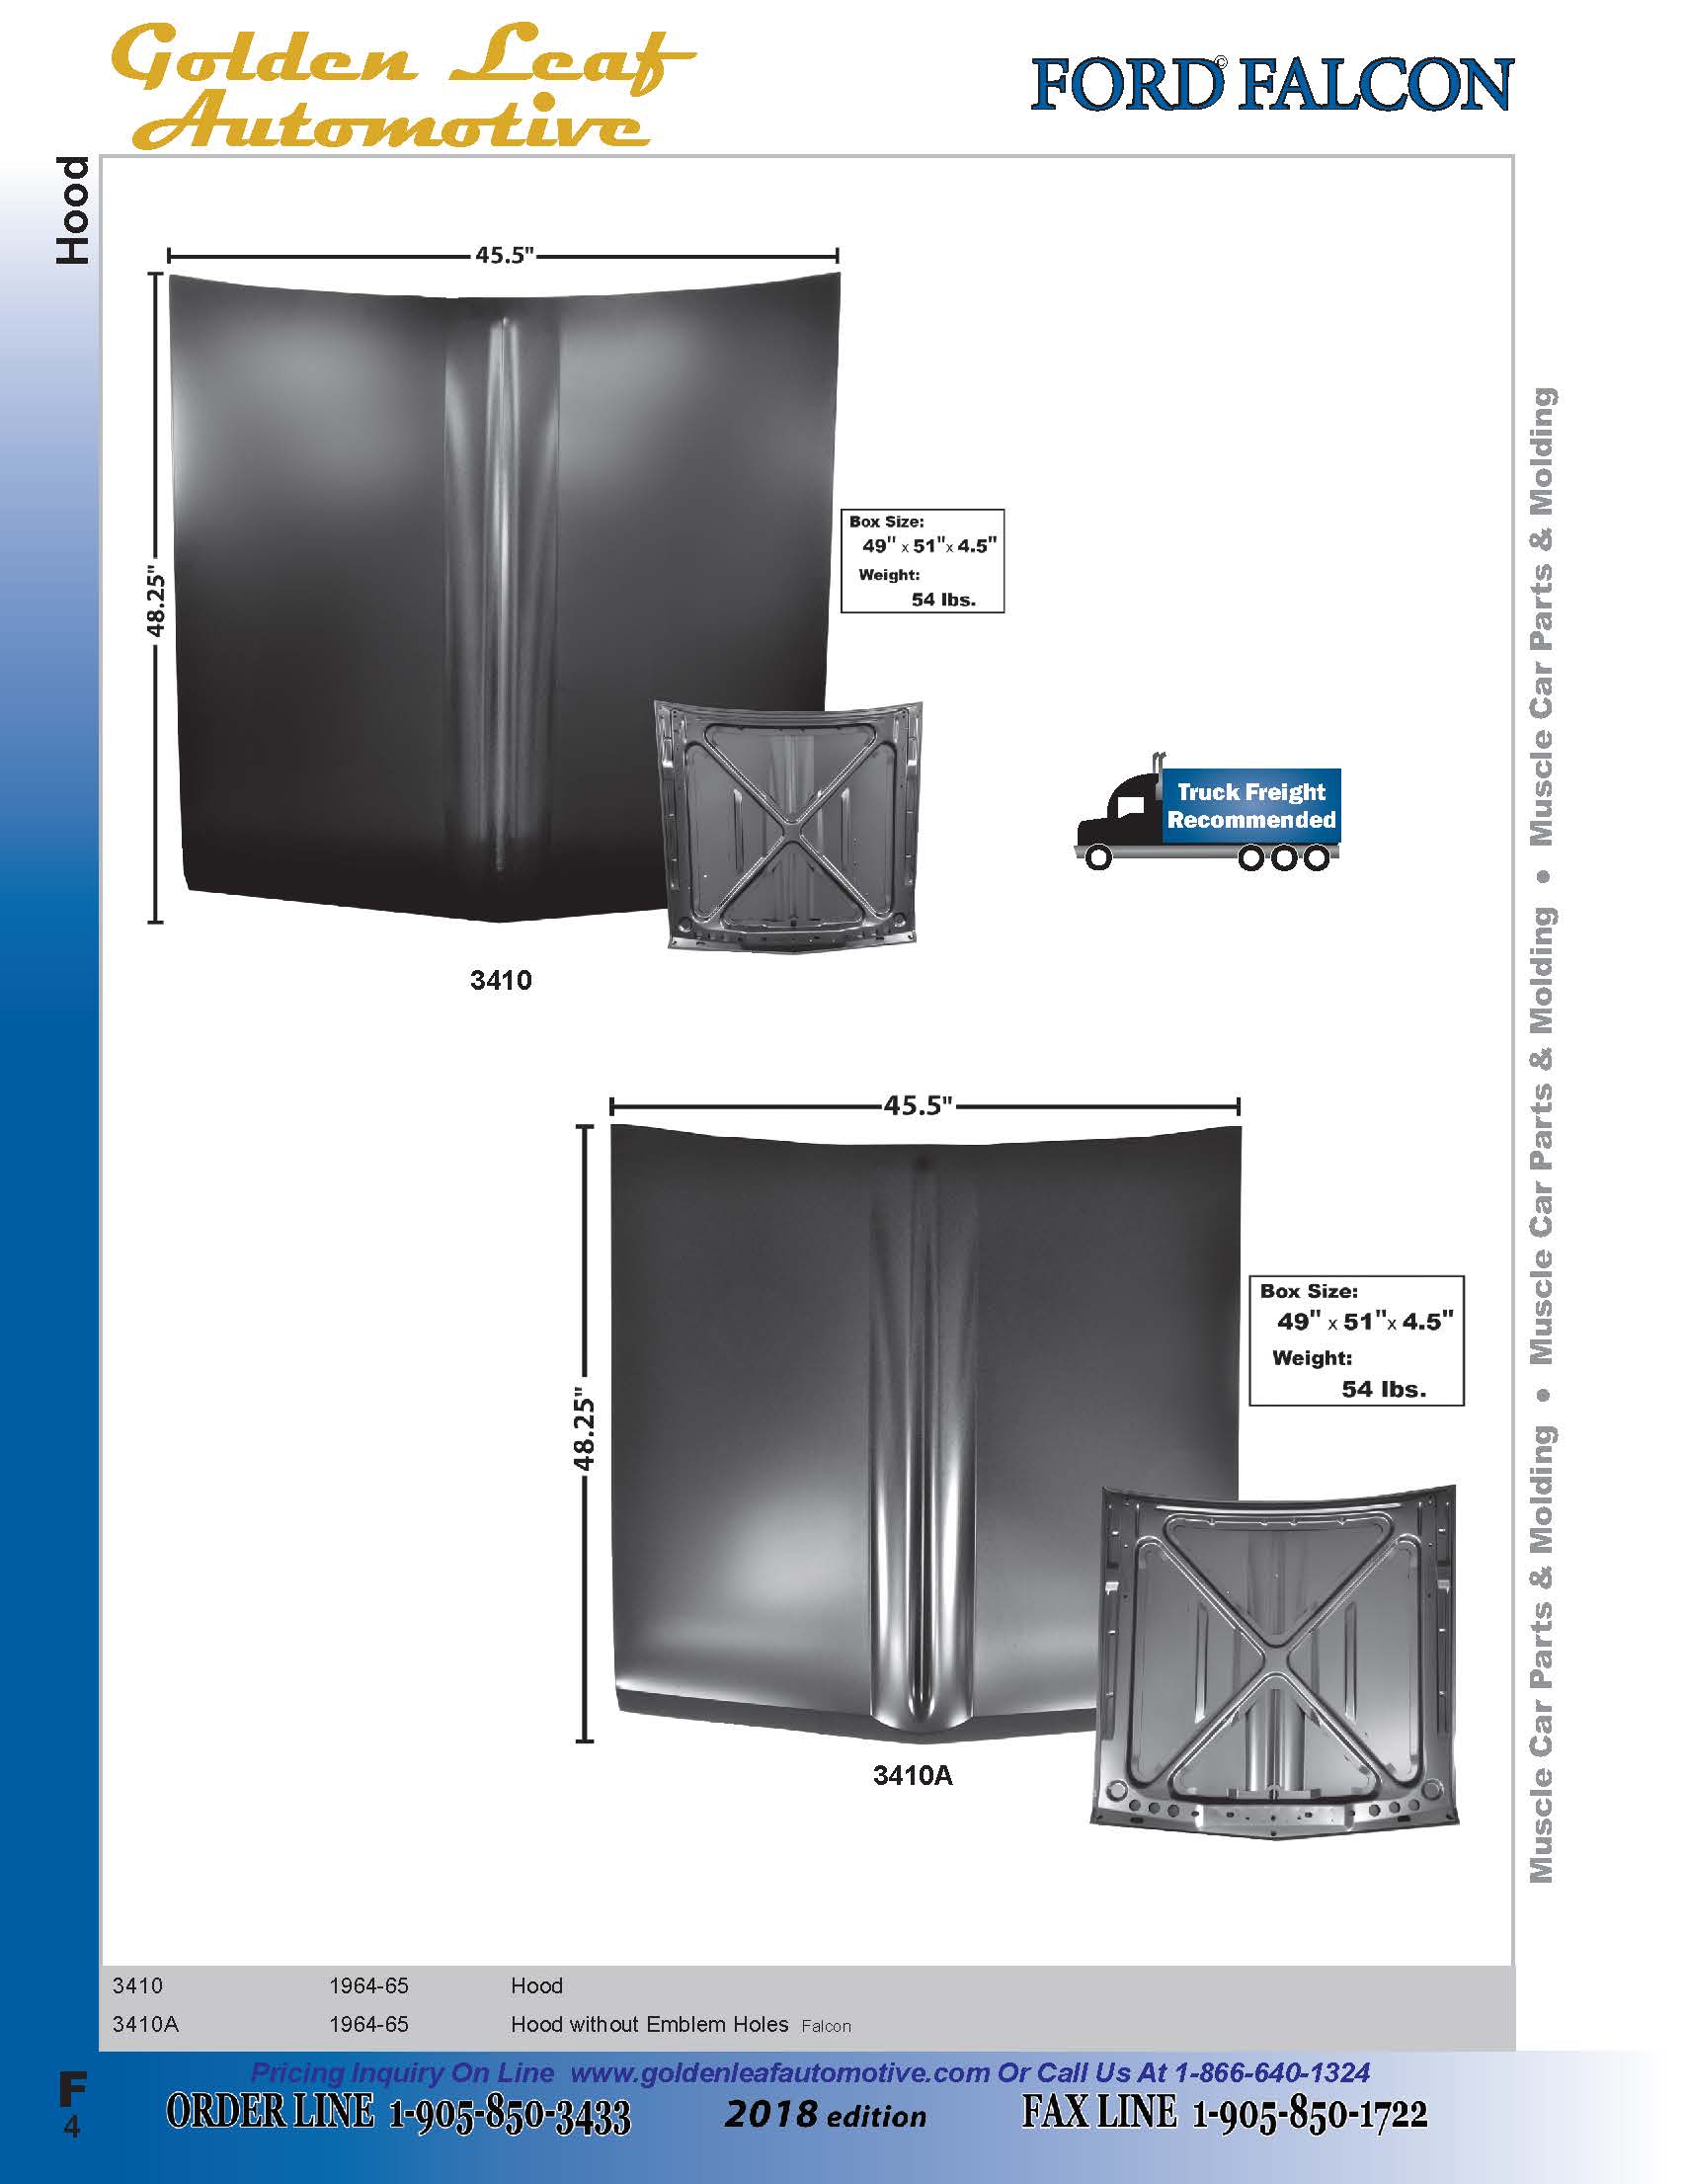 Golden Leaf
Automotive
FORD© FALCON
Hood
45.5"
48.25"
Box Size:
49" x 51"x 4.5"
Weight:
54 lbs.
Truck Freight
Recommended
3410
45.5"
48.25"
Box Size:
49" x 51"x 4.5"
Weight:
54 lbs.
3410A
Muscle Car Parts & Molding • Muscle Car Parts & Molding • Muscle Car Parts & Molding
3410 1964-65 Hood
3410A 1964-65 Hood without Emblem Holes Falcon
Pricing Inquiry On Line www.goldenleafautomotive.com Or Call Us At 1-866-640-1324
F
4
ORDER LINE 1-905-850-3433 2018 edition FAX LINE 1-905-850-1722